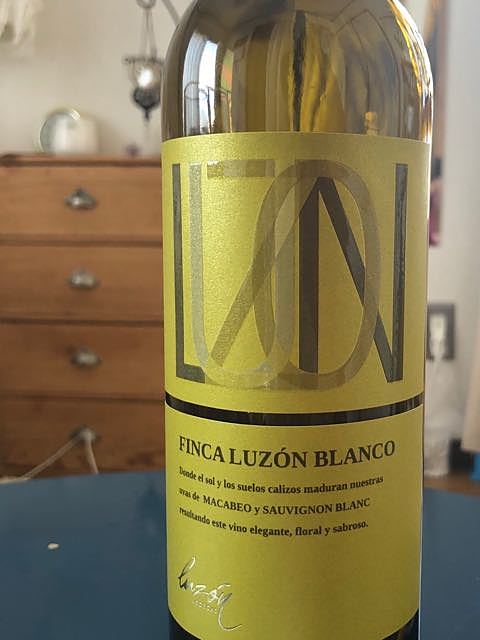 LUZON
FINCA LUZÓN BLANCO
Donde el sol y los suelos calizos maduran nuestras
uvas de MACABEO y SAUVIGNON BLANC
resultando este vino elegante, floral y sabroso.
Luzón